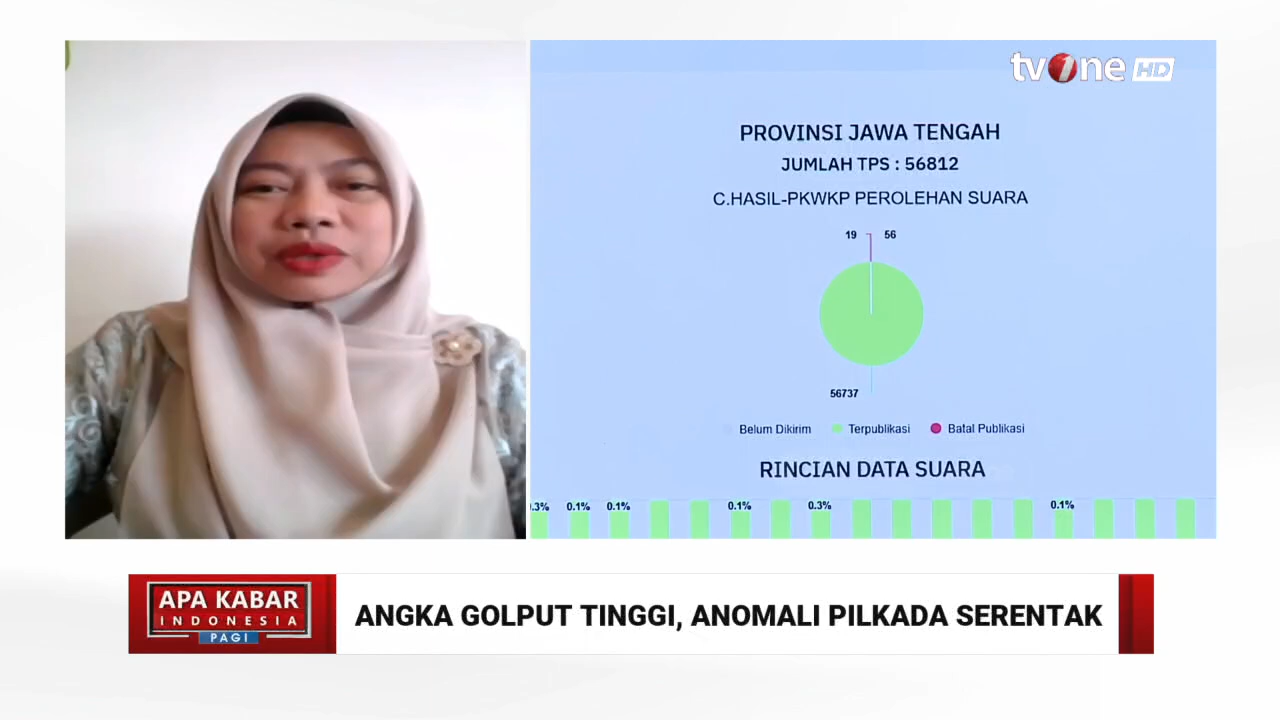 tvOne HD
PROVINSI JAWA TENGAH
JUMLAH TPS : 56812
C.HASIL-PKWKP PEROLEHAN SUARA
19 56
56737
Belum Dikirim Terpublikasi Batal Publikasi
RINCIAN DATA SUARA
.3% 0.1% 0.1% 0.1% 0.3% 0.1%
APA KABAR
INDONESIA
PAGI
ANGKA GOLPUT TINGGI, ANOMALI PILKADA SERENTAK